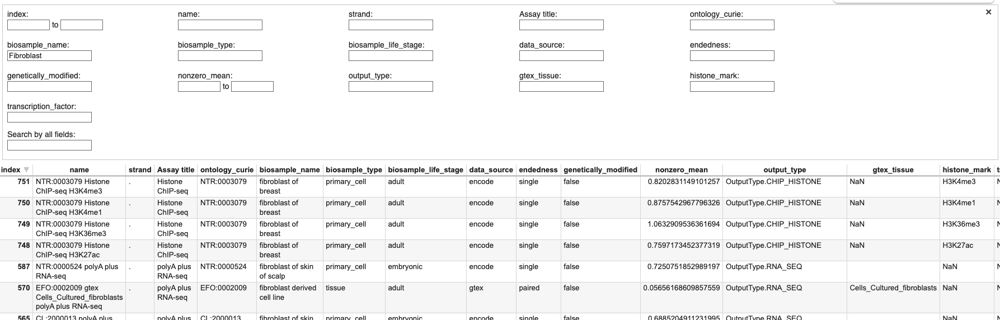 index: name: strand: Assay title: ontology_curie: ×
to
biosample_name: biosample_type: biosample_life_stage: data_source: endedness:
Fibroblast
genetically_modified: nonzero_mean: output_type: gtex_tissue: histone_mark:
to
transcription_factor:
Search by all fields:
index ▼ name strand Assay title ontology_curie biosample_name biosample_type biosample_life_stage data_source endedness genetically_modified nonzero_mean output_type gtex_tissue histone_mark
751 NTR:0003079 Histone . Histone NTR:0003079 fibroblast of primary_cell adult encode single false 0.8202831149101257 OutputType.CHIP_HISTONE NaN H3K4me3
ChIP-seq H3K4me3 ChIP-seq breast
750 NTR:0003079 Histone . Histone NTR:0003079 fibroblast of primary_cell adult encode single false 0.8757542967796326 OutputType.CHIP_HISTONE NaN H3K4me1
ChIP-seq H3K4me1 ChIP-seq breast
749 NTR:0003079 Histone . Histone NTR:0003079 fibroblast of primary_cell adult encode single false 1.0632909536361694 OutputType.CHIP_HISTONE NaN H3K36me3
ChIP-seq H3K36me3 ChIP-seq breast
748 NTR:0003079 Histone . Histone NTR:0003079 fibroblast of primary_cell adult encode single false 0.7597173452377319 OutputType.CHIP_HISTONE NaN H3K27ac
ChIP-seq H3K27ac ChIP-seq breast
587 NTR:0000524 polyA plus . polyA plus NTR:0000524 fibroblast of skin primary_cell embryonic encode single false 0.7250751852989197 OutputType.RNA_SEQ NaN
RNA-seq RNA-seq of scalp
570 EFO:0002009 gtex . polyA plus EFO:0002009 fibroblast derived tissue adult gtex paired false 0.05656168609857559 OutputType.RNA_SEQ Cells_Cultured_fibroblasts NaN
Cells_Cultured_fibroblasts RNA-seq cell line
polyA plus RNA-seq
565 CL:2000013 polyA plus . polyA plus CL:2000013 fibroblast of skin primary_cell embryonic encode single false 0.6885204911231995 OutputType.RNA_SEQ NaN